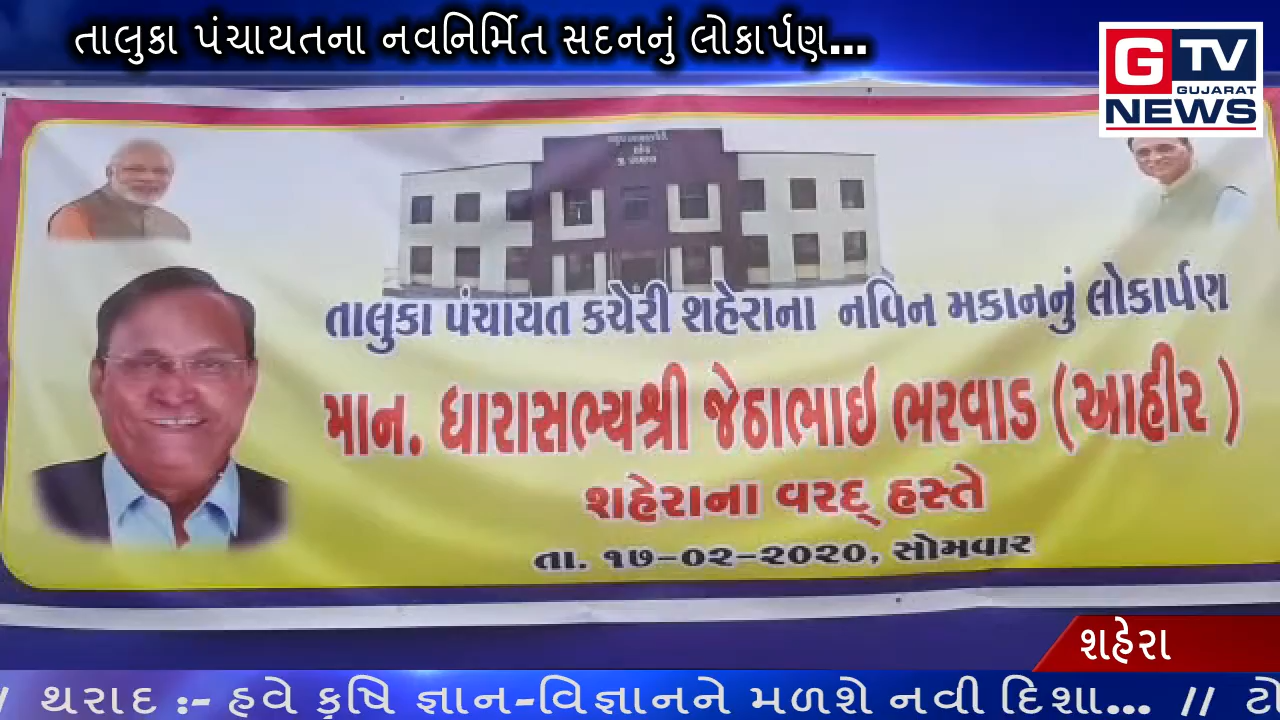 તાલુકા પંચાયતના નવનિર્મિત સદનનું લોકાર્પણ...
G TV
GUJARAT
NEWS
તાલુકા પંચાયત કચેરી શહેરાના નવિન મકાનનું લોકાર્પણ
માન. ધારાસભ્યશ્રી જેઠાભાઇ ભરવાડ (આહીર)
શહેરાના વરદ્ હસ્તે
તા. ૧૭-૦૨-૨૦૨૦, સોમવાર
શહેરા
// થરાદ :- હવે કૃષિ જ્ઞાન-વિજ્ઞાનને મળશે નવી દિશા... //